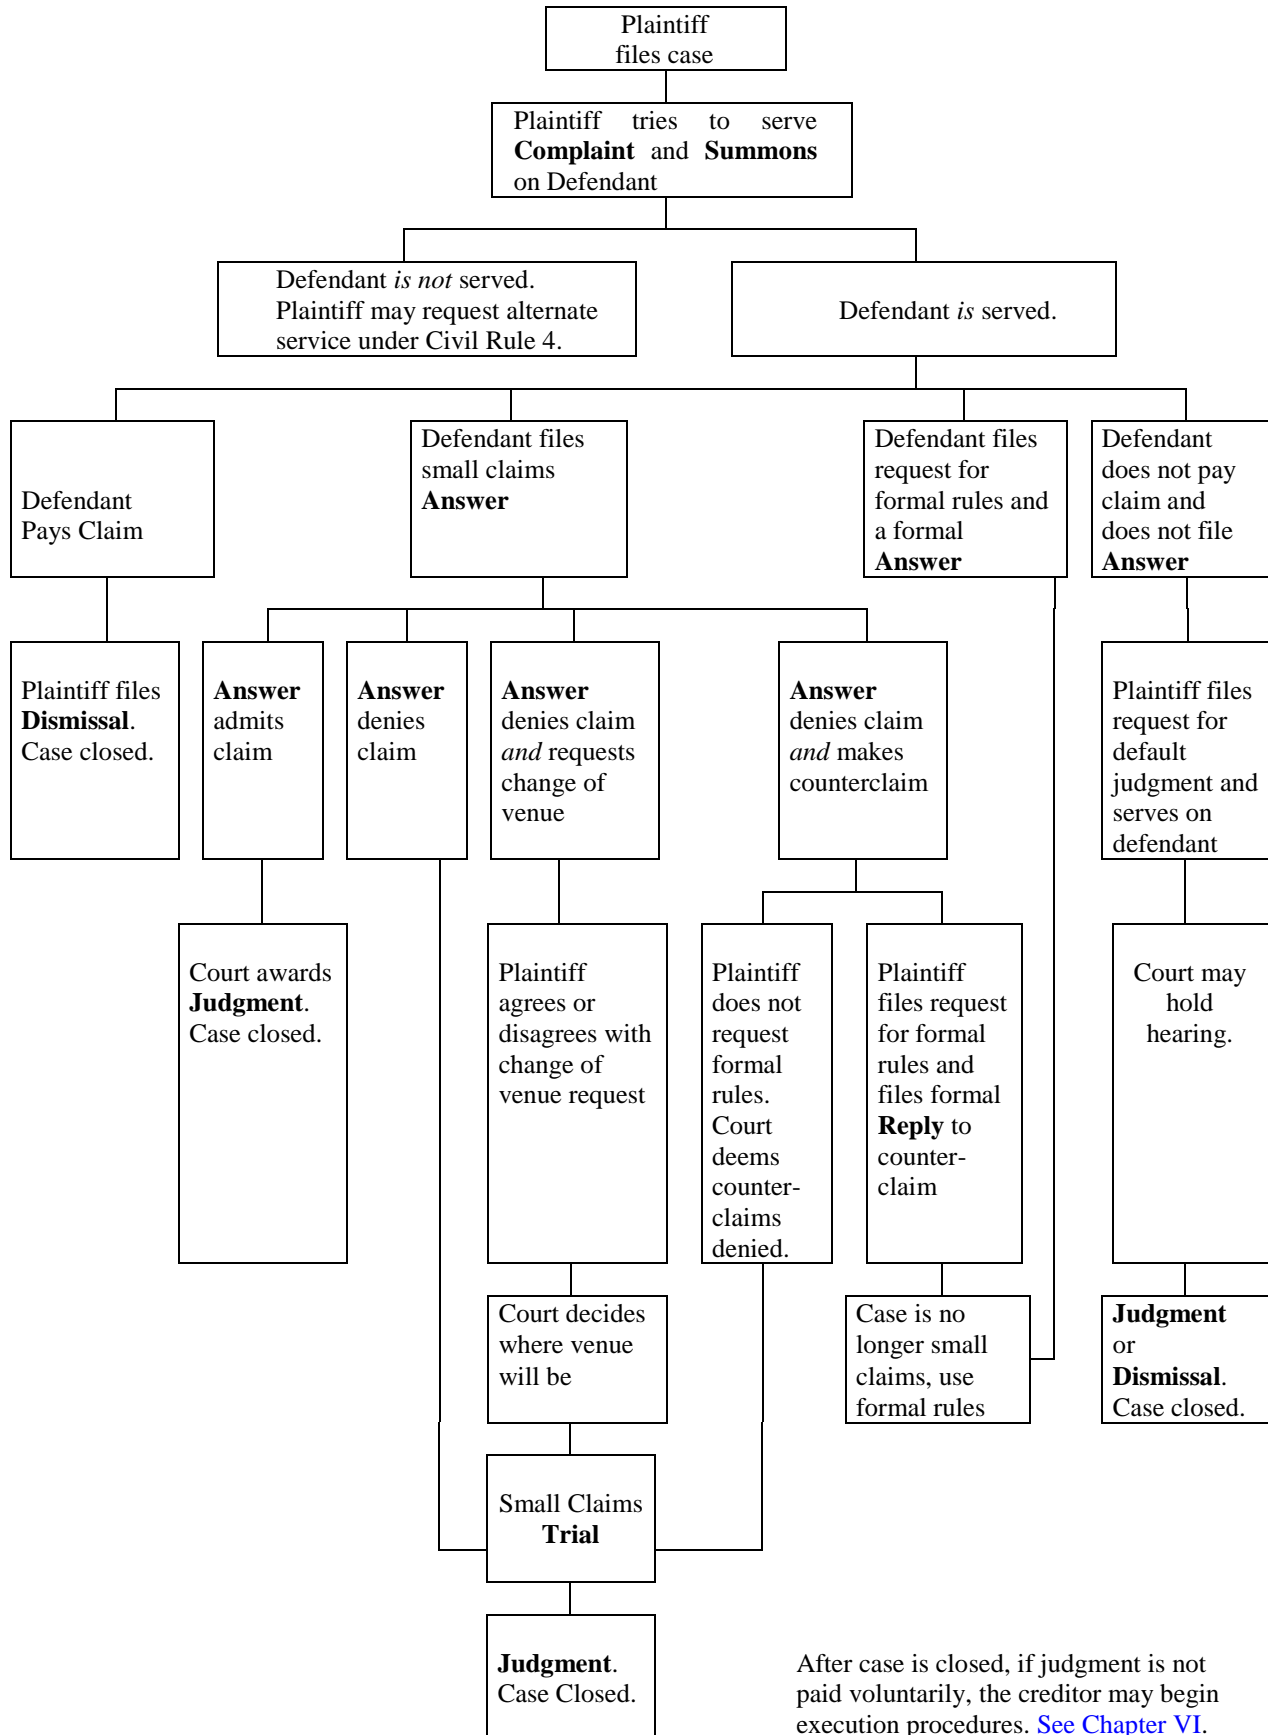 Plaintiff
files case
Plaintiff tries to serve
Complaint and Summons
on Defendant
Defendant is not served.
Plaintiff may request alternate
service under Civil Rule 4.
Defendant is served.
Defendant
Pays Claim
Defendant files
small claims
Answer
Defendant files
request for
formal rules and
a formal
Answer
Defendant
does not pay
claim and
does not file
Answer
Plaintiff files
Dismissal.
Case closed.
Answer
admits
claim
Answer
denies
claim
Answer
denies claim
and requests
change of
venue
Answer
denies claim
and makes
counterclaim
Plaintiff files
request for
default
judgment and
serves on
defendant
Court awards
Judgment.
Case closed.
Plaintiff
agrees or
disagrees with
change of
venue request
Plaintiff
does not
request
formal
rules.
Court
deems
counter-
claims
denied.
Plaintiff
files request
for formal
rules and
files formal
Reply to
counter-
claim
Court may
hold
hearing.
Court decides
where venue
will be
Case is no
longer small
claims, use
formal rules
Judgment
or
Dismissal.
Case closed.
Small Claims
Trial
Judgment.
Case Closed.
After case is closed, if judgment is not
paid voluntarily, the creditor may begin
execution procedures. See Chapter VI.